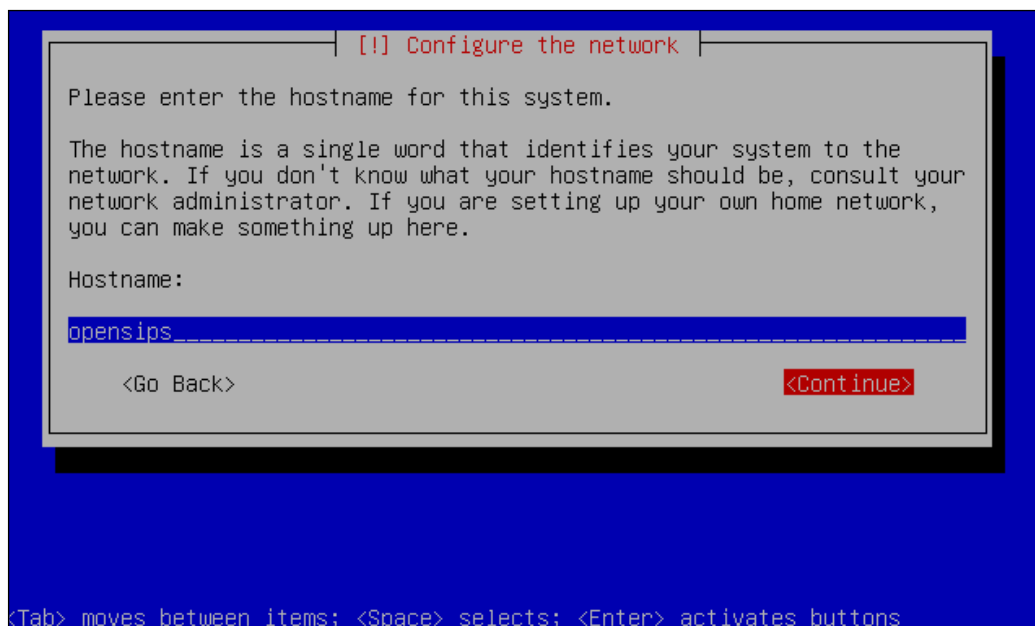 [!] Configure the network
Please enter the hostname for this system.
The hostname is a single word that identifies your system to the
network. If you don't know what your hostname should be, consult your
network administrator. If you are setting up your own home network,
you can make something up here.
Hostname:
opensips
<Go Back> <Continue>
<Tab> moves between items; <Space> selects; <Enter> activates buttons